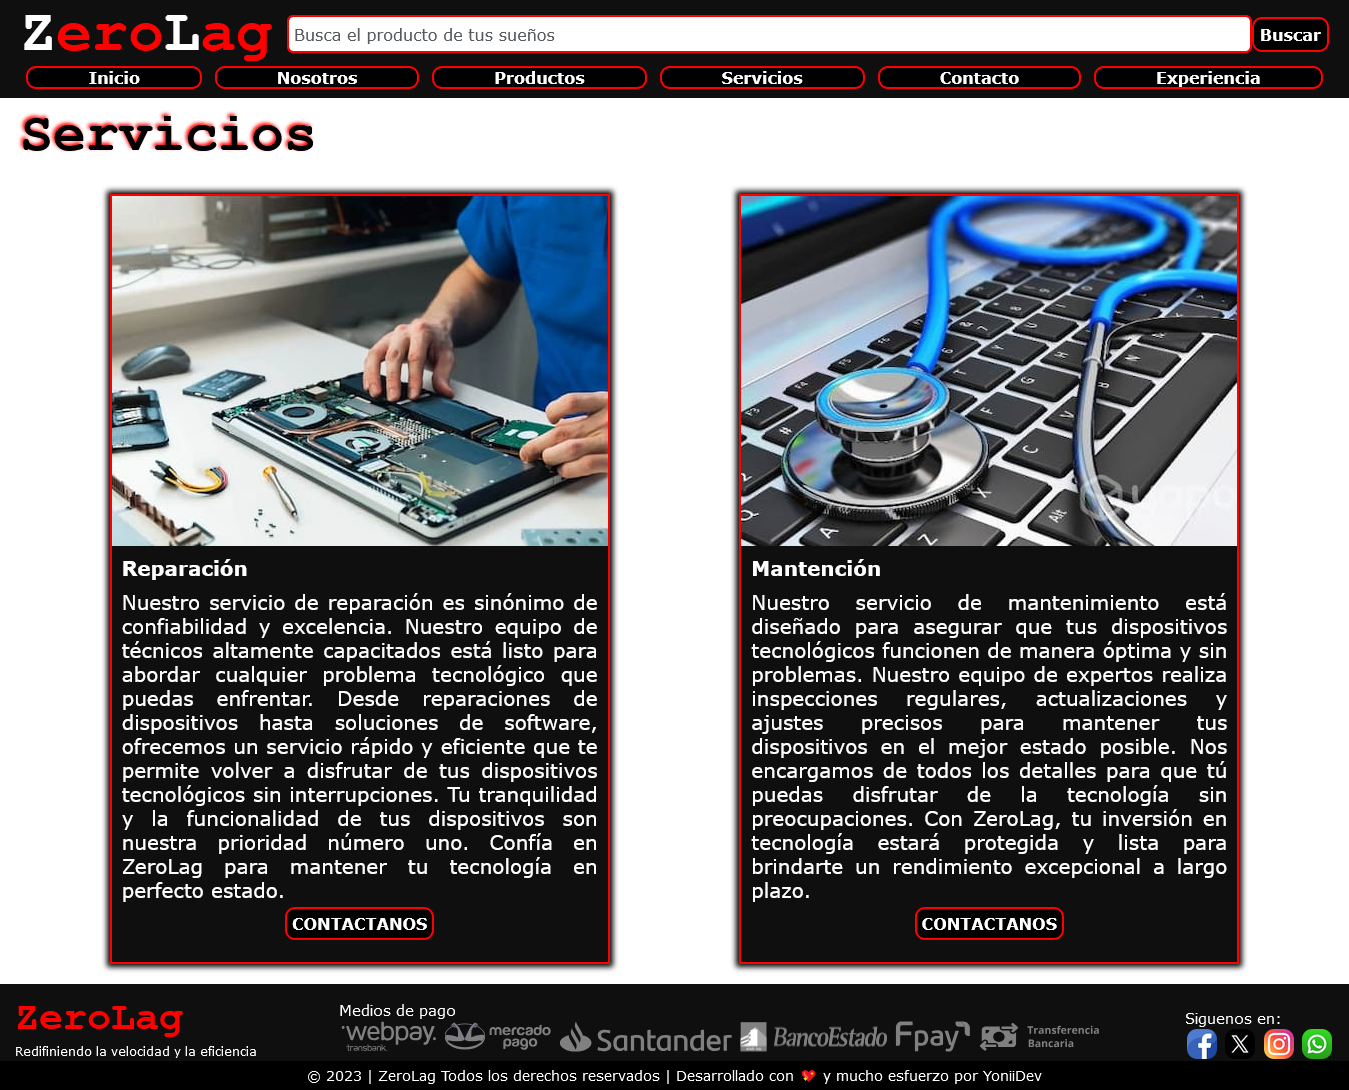 ZeroLag
Busca el producto de tus sueños
Buscar
Inicio
Nosotros
Productos
Servicios
Contacto
Experiencia
Servicios
Reparación
Nuestro servicio de reparación es sinónimo de
confiabilidad y excelencia. Nuestro equipo de
técnicos altamente capacitados está listo para
abordar cualquier problema tecnológico que
puedas enfrentar. Desde reparaciones de
dispositivos hasta soluciones de software,
ofrecemos un servicio rápido y eficiente que te
permite volver a disfrutar de tus dispositivos
tecnológicos sin interrupciones. Tu tranquilidad
y la funcionalidad de tus dispositivos son
nuestra prioridad número uno. Confía en
ZeroLag para mantener tu tecnología en
perfecto estado.
CONTACTANOS
Mantención
Nuestro servicio de mantenimiento está
diseñado para asegurar que tus dispositivos
tecnológicos funcionen de manera óptima y sin
problemas. Nuestro equipo de expertos realiza
inspecciones regulares, actualizaciones y
ajustes precisos para mantener tus
dispositivos en el mejor estado posible. Nos
encargamos de todos los detalles para que tú
puedas disfrutar de la tecnología sin
preocupaciones. Con ZeroLag, tu inversión en
tecnología estará protegida y lista para
brindarte un rendimiento excepcional a largo
plazo.
CONTACTANOS
ZeroLag
Redifiniendo la velocidad y la eficiencia
Medios de pago
webpay.
transbank.
mercado
pago
Santander
BancoEstado
Fpay
Transferencia
Bancaria
Siguenos en:
© 2023 | ZeroLag Todos los derechos reservados | Desarrollado con 💖 y mucho esfuerzo por YoniiDev